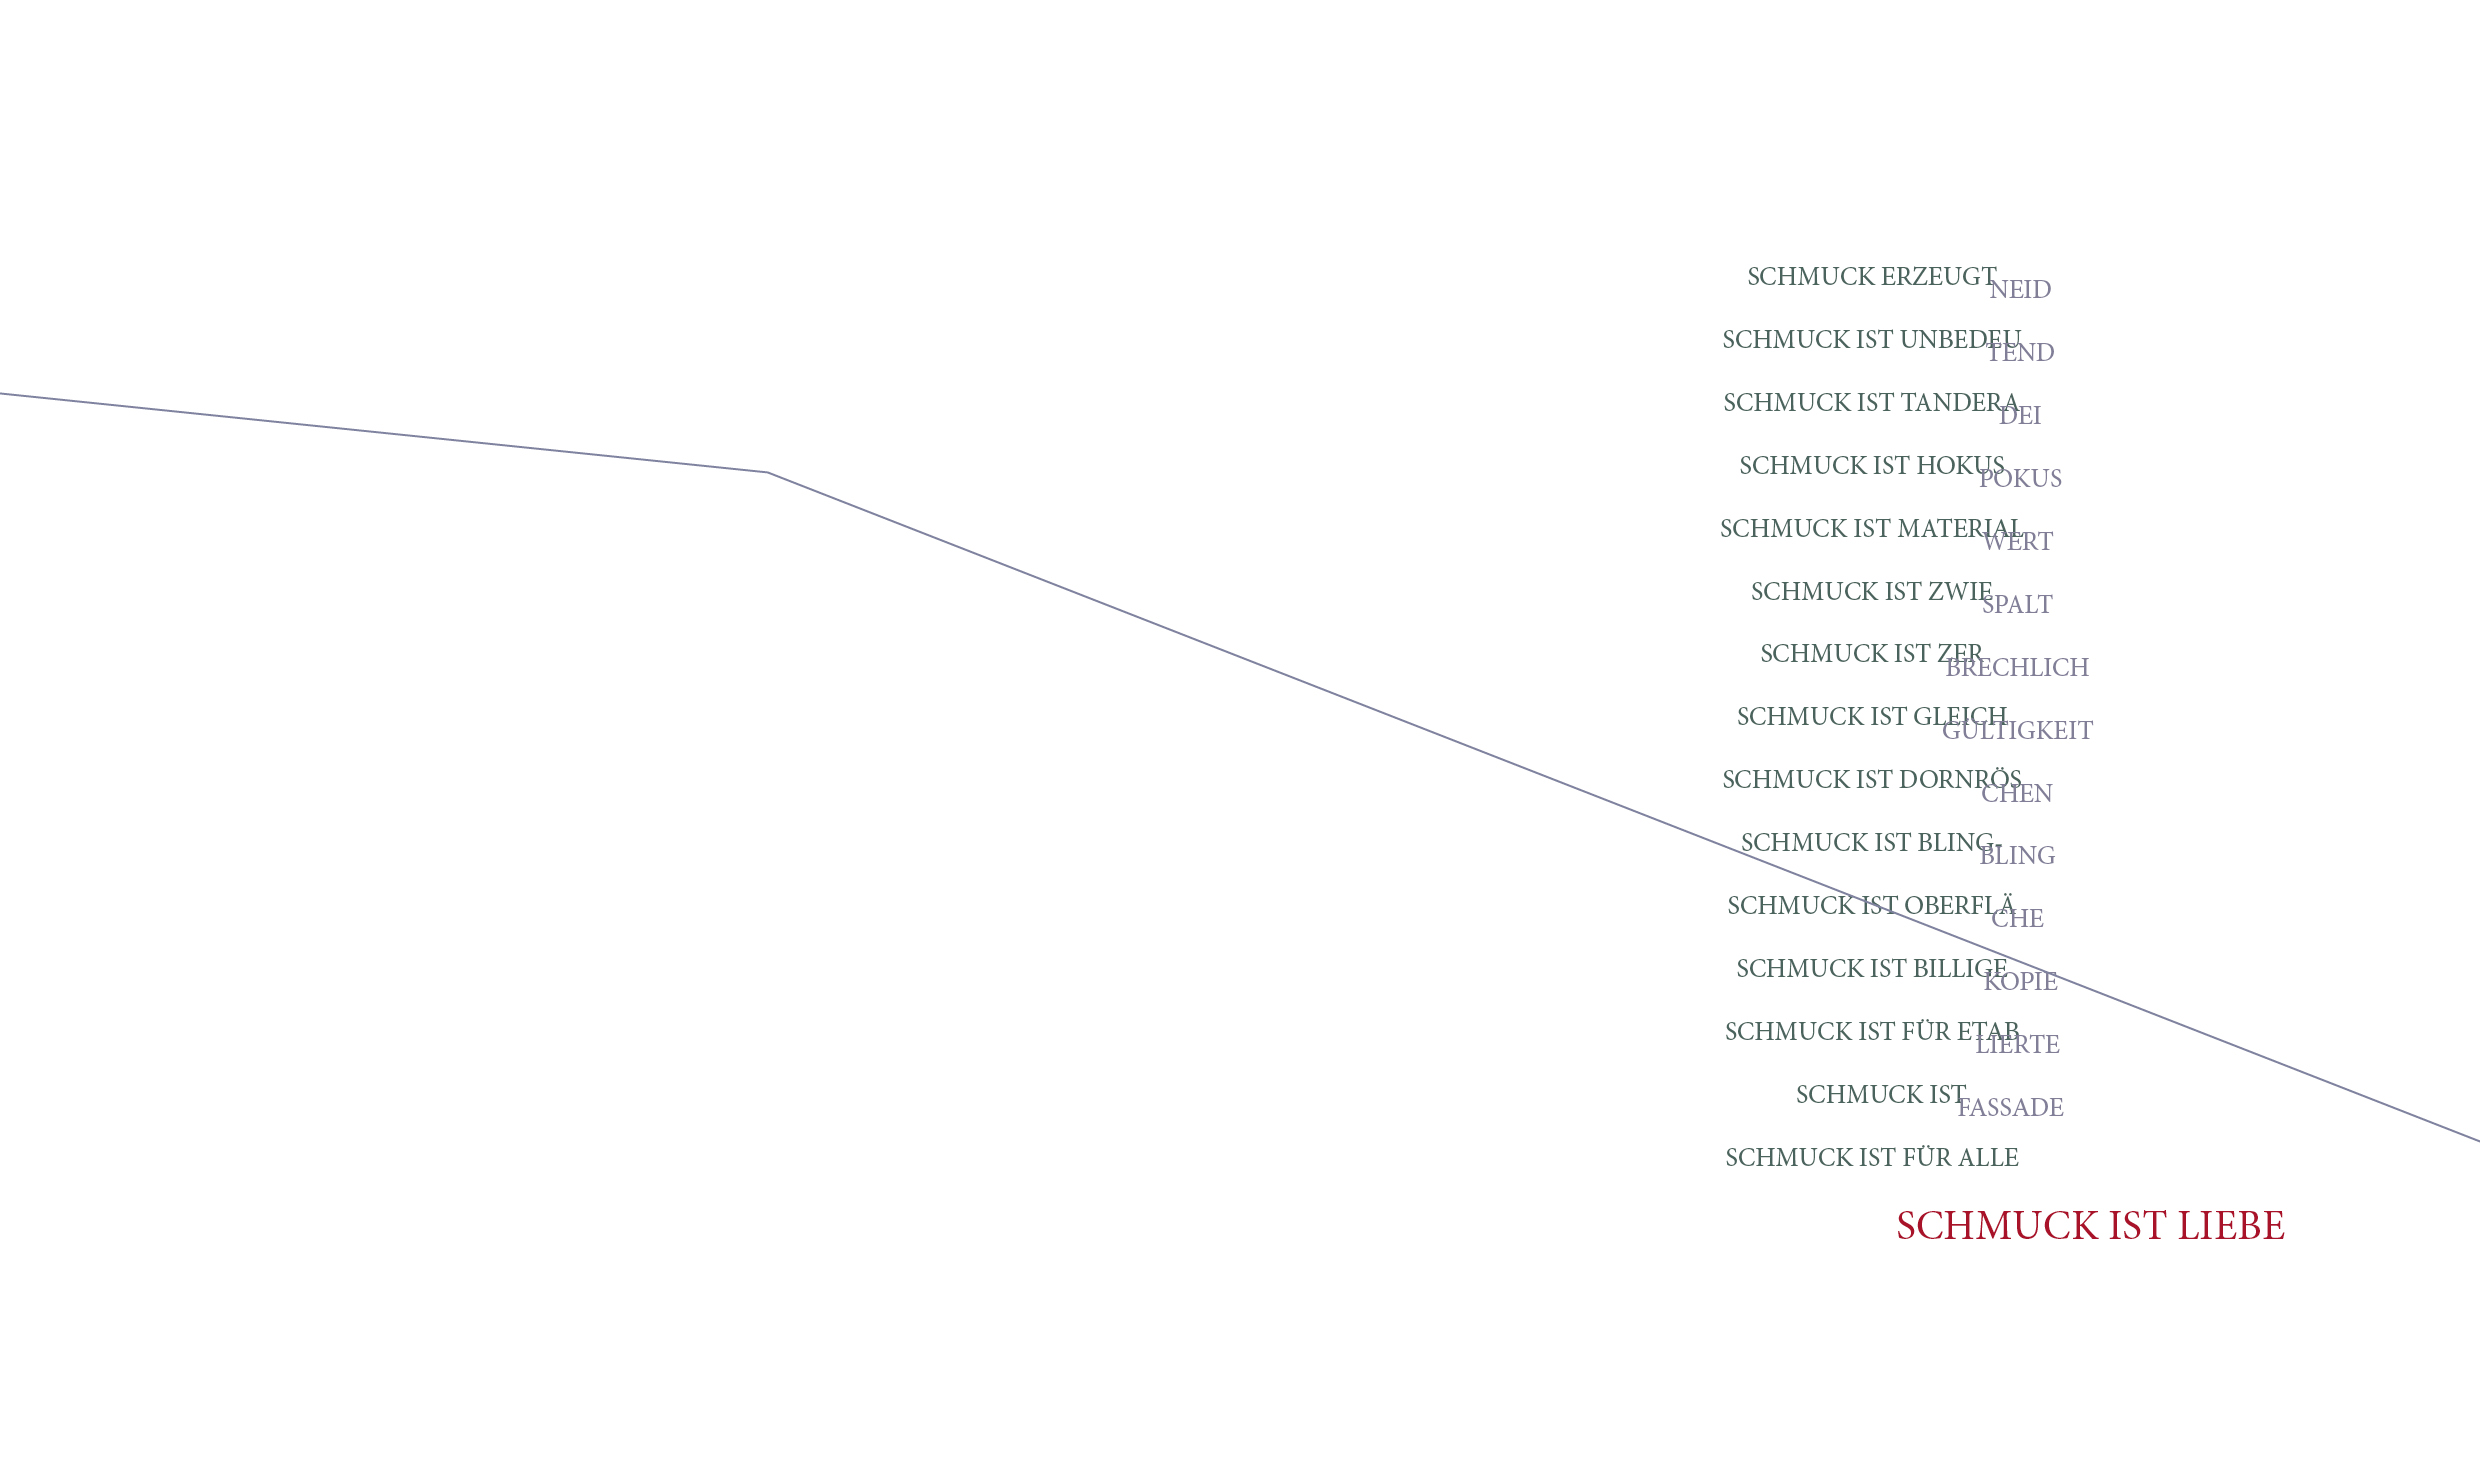 SCHMUCK ERZEUGT
NEID
SCHMUCK IST UNBEDEU
TEND
SCHMUCK IST TANDERA
DEI
SCHMUCK IST HOKUS
POKUS
SCHMUCK IST MATERIAL
WERT
SCHMUCK IST ZWIE
SPALT
SCHMUCK IST ZER
BRECHLICH
SCHMUCK IST GLEICH
GÜLTIGKEIT
SCHMUCK IST DORNRÖS
CHEN
SCHMUCK IST BLING-
BLING
SCHMUCK IST OBERFLÄ
CHE
SCHMUCK IST BILLIGE
KOPIE
SCHMUCK IST FÜR ETAB
LIERTE
SCHMUCK IST
FASSADE
SCHMUCK IST FÜR ALLE
SCHMUCK IST LIEBE